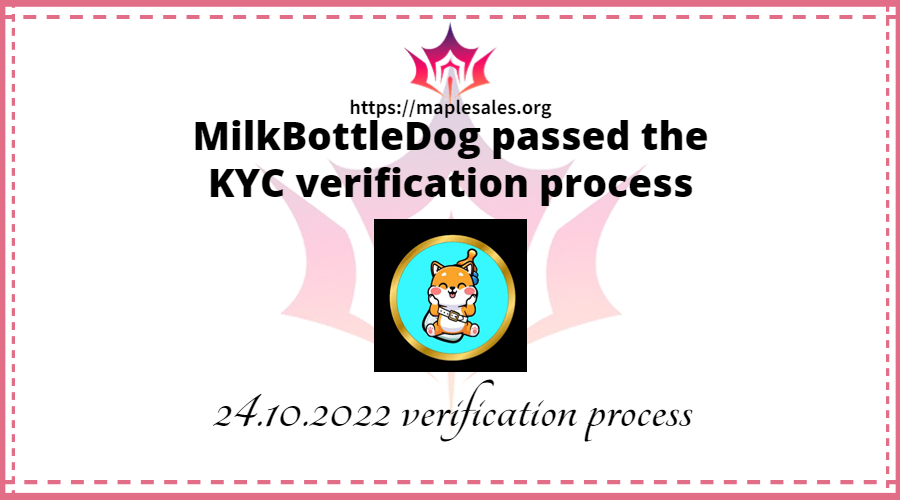 https://maplesales.org
MilkBottleDog passed the
KYC verification process
24.10.2022 verification process